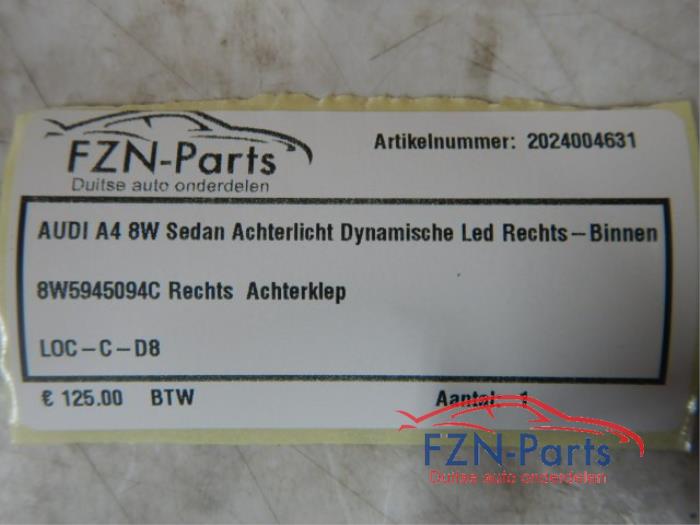 FZN-Parts
Duitse auto onderdelen
Artikelnummer: 2024004631
AUDI A4 8W Sedan Achterlicht Dynamische Led Rechts-Binnen
8W5945094C Rechts Achterklep
LOC-C-D8
€ 125.00 BTW
Aantal: 1
FZN-Parts
Duitse auto onderdelen